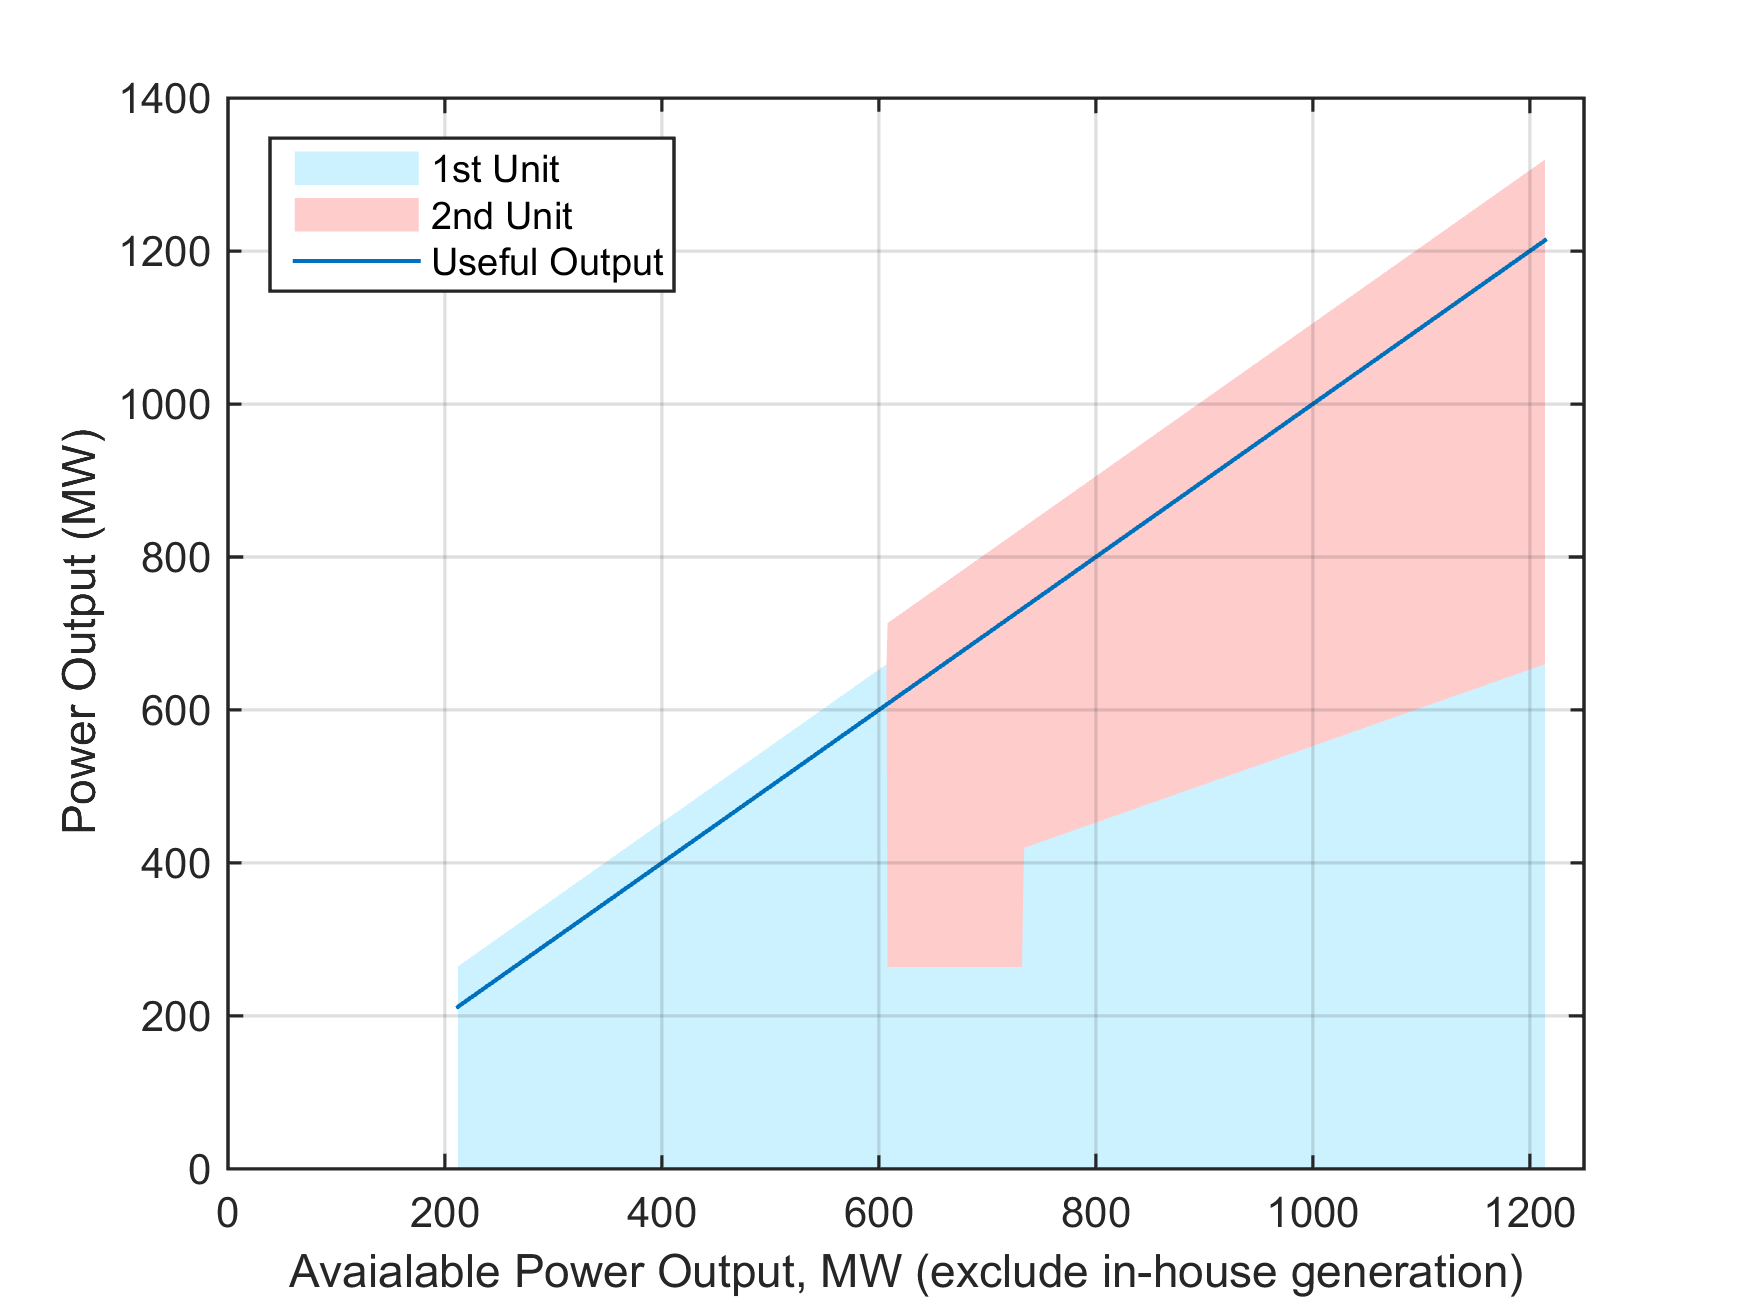 1400
1200
1000
800
600
400
200
0
1st Unit
2nd Unit
Useful Output
Power Output (MW)
0 200 400 600 800 1000 1200
Avaialable Power Output, MW (exclude in-house generation)